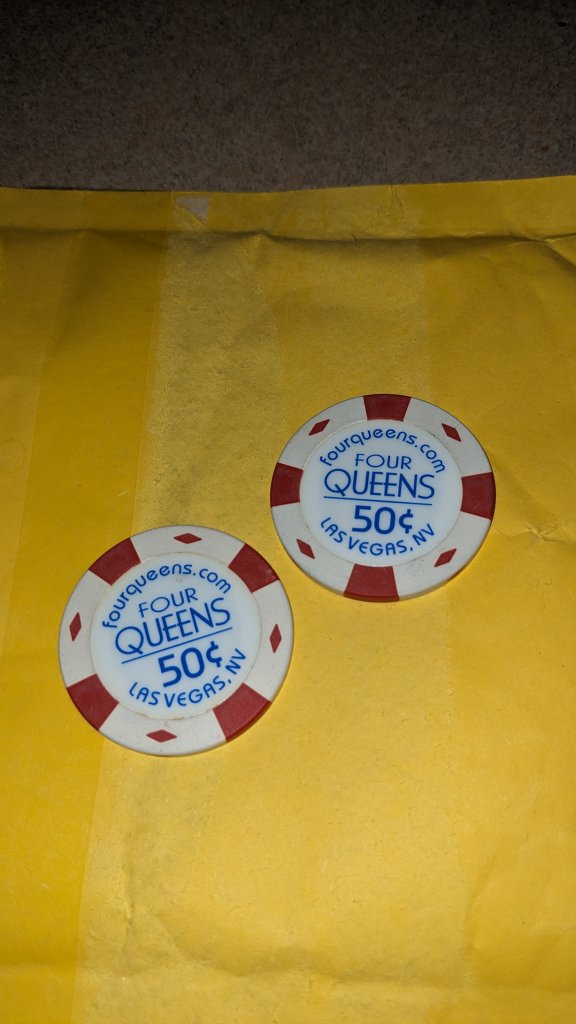 fourqueens.com
FOUR
QUEENS
50¢
LAS VEGAS, NV
fourqueens.com
FOUR
QUEENS
50¢
LAS VEGAS, NV